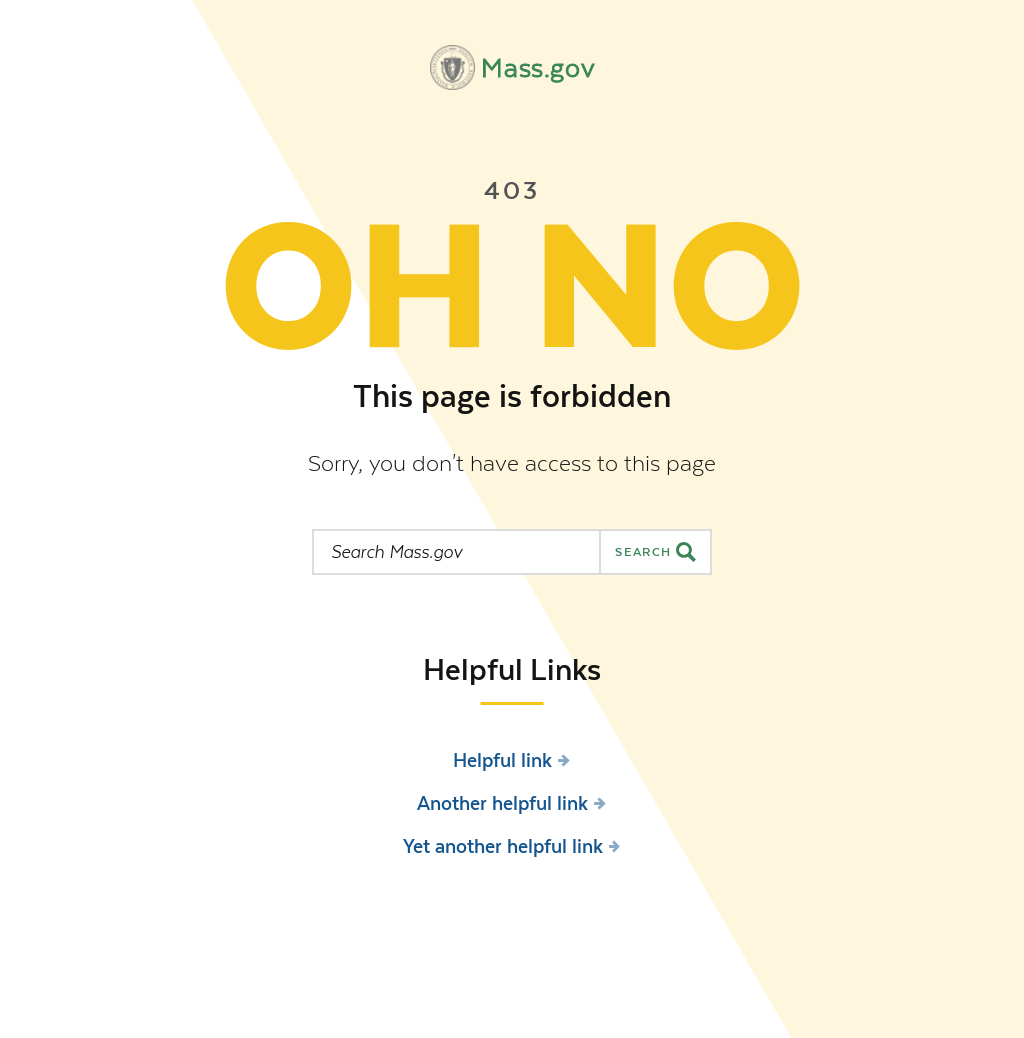 Mass.gov
403
OH NO
This page is forbidden
Sorry, you don't have access to this page
Search Mass.gov
SEARCH
Helpful Links
Helpful link
Another helpful link
Yet another helpful link